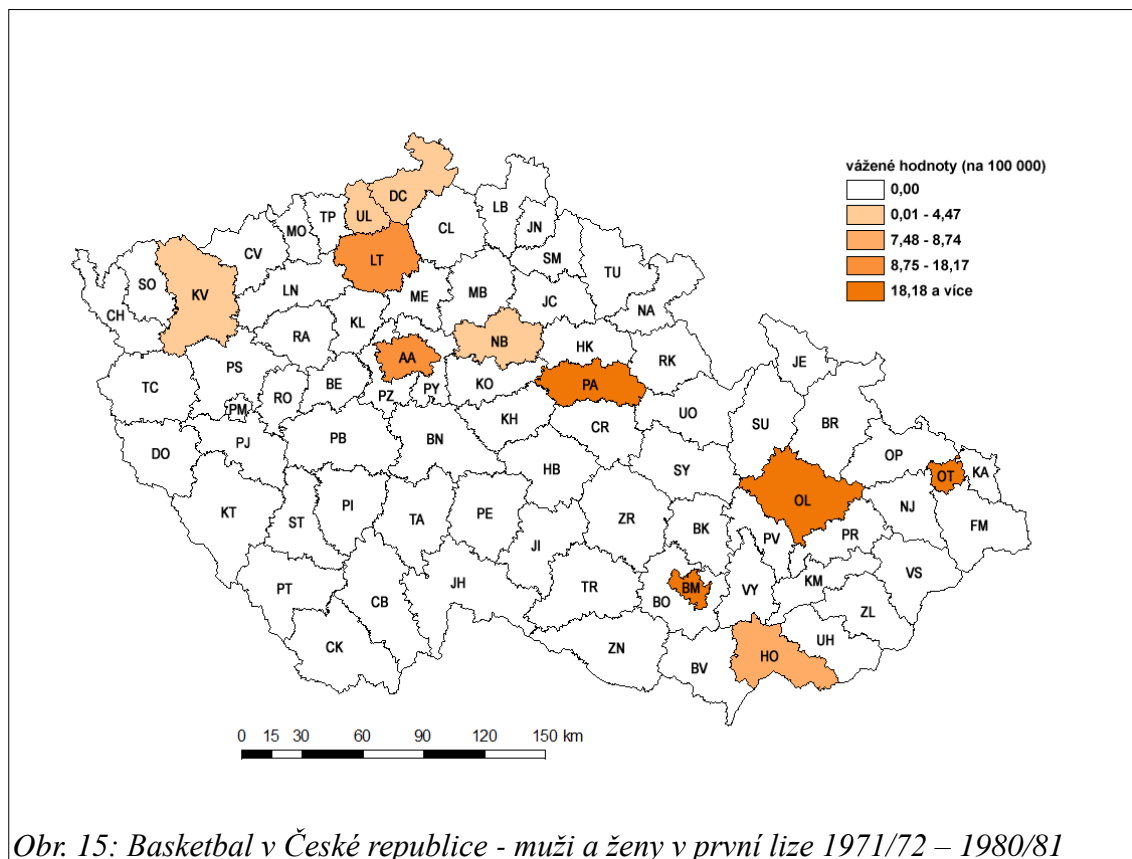 vážené hodnoty (na 100 000)
0,00
0,01 - 4,47
7,48 - 8,74
8,75 - 18,17
18,18 a více
DC
LB
UL
TP
MO
JN
CL
CV
LT
SM
SO
TU
KV
LN
ME
MB
JC
CH
NA
KL
RA
NB
HK
AA
RK
JE
PS
TC
BE
KO
PA
RO
PZ
PY
PM
UO
KH
CR
SU
BR
PB
BN
PJ
DO
OP
SY
HB
OT
KA
OL
PI
NJ
KT
ST
TA
PE
ZR
BK
FM
PV
PR
JI
VS
KM
JH
TR
BM
VY
PT
BO
CB
ZL
UH
CK
ZN
HO
BV
0 15 30 60 90 120 150 km
Obr. 15: Basketbal v České republice - muži a ženy v první lize 1971/72 – 1980/81